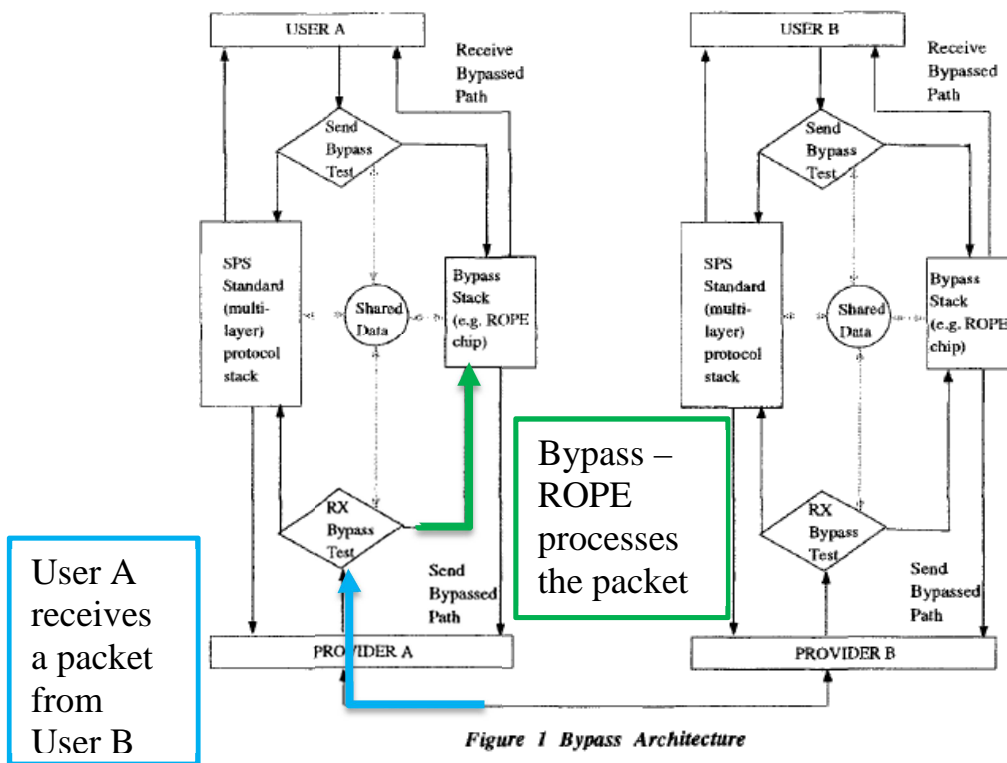 USER A
Receive
Bypassed
Path
Send
Bypass
Test
SPS
Standard
(multi-
layer)
protocol
stack
Shared
Data
Bypass
Stack
(e.g. ROPE
chip)
RX
Bypass
Test
Send
Bypassed
Path
PROVIDER A
USER B
Receive
Bypassed
Path
Send
Bypass
Test
SPS
Standard
(multi-
layer)
protocol
stack
Shared
Data
Bypass
Stack
(e.g. ROPE
chip)
RX
Bypass
Test
Send
Bypassed
Path
PROVIDER B
Bypass –
ROPE
processes
the packet
User A
receives
a packet
from
User B
Figure 1 Bypass Architecture